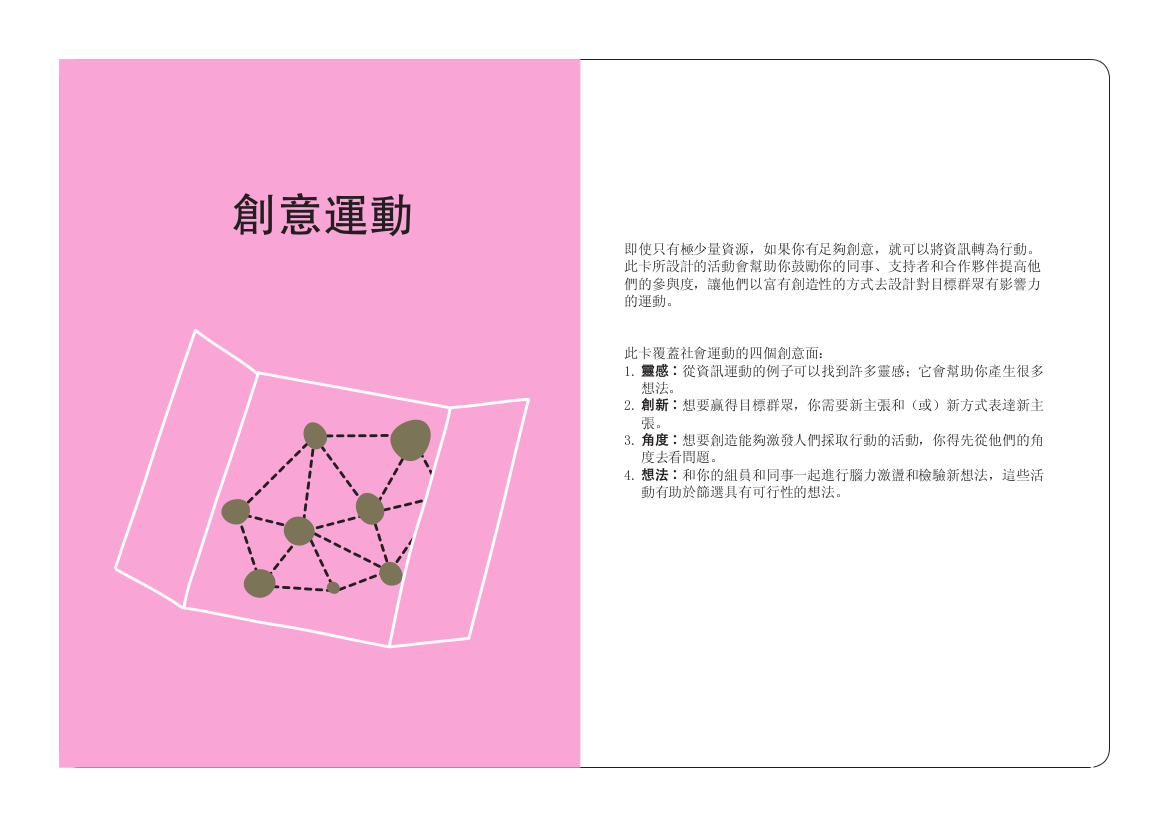 創意運動
即使只有極少量資源，如果你有足夠創意，就可以將資訊轉為行動。
此卡所設計的活動會幫助你鼓勵你的同事、支持者和合作夥伴提高他
們的參與度，讓他們以富有創造性的方式去設計對目標群眾有影響力
的運動。
此卡覆蓋社會運動的四個創意面：
1. 靈感：從資訊運動的例子可以找到許多靈感；它會幫助你產生很多
想法。
2. 創新：想要贏得目標群眾，你需要新主張和（或）新方式表達新主
張。
3. 角度：想要創造能夠激發人們採取行動的活動，你得先從他們的角
度去看問題。
4. 想法：和你的組員和同事一起進行腦力激盪和檢驗新想法，這些活
動有助於篩選具有可行性的想法。